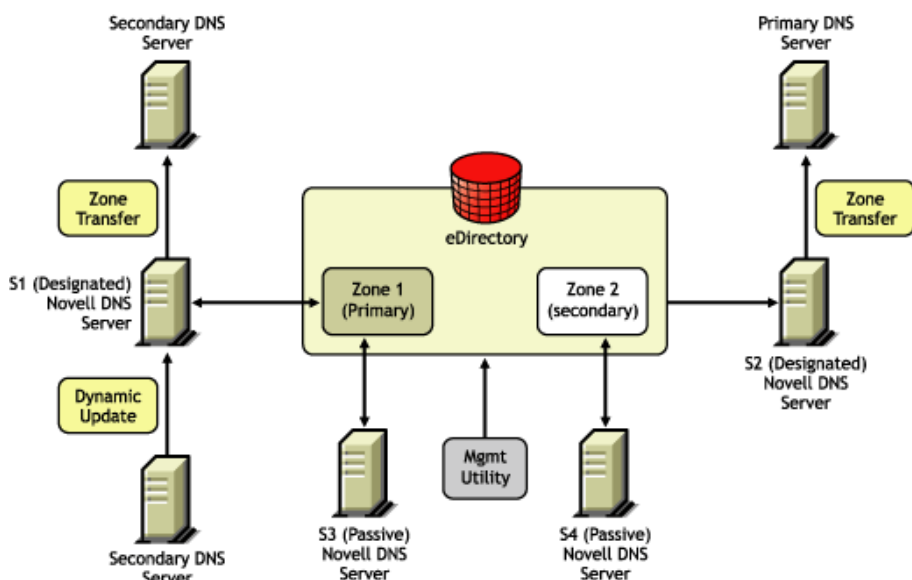 Secondary DNS
Server
Primary DNS
Server
Zone
Transfer
Zone
Transfer
eDirectory
S1 (Designated)
Novell DNS
Server
Zone 1
(Primary)
Zone 2
(secondary)
S2 (Designated)
Novell DNS
Server
Dynamic
Update
Mgmt
Utility
S3 (Passive)
Novell DNS
Server
S4 (Passive)
Novell DNS
Server
Secondary DNS
Server